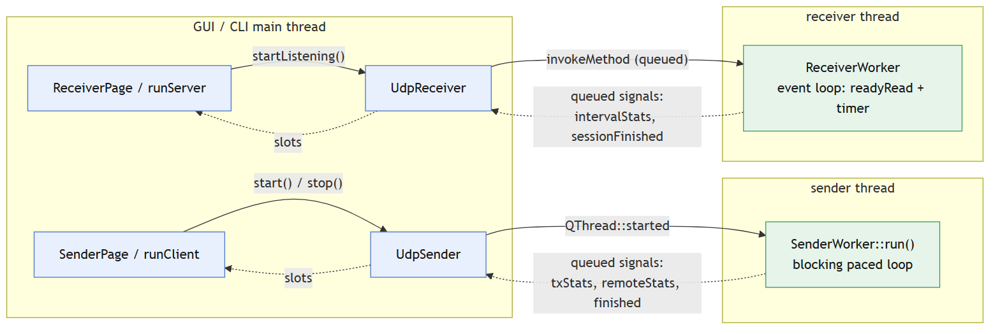 GUI / CLI main thread
startListening()
ReceiverPage / runServer
UdpReceiver
slots
start() / stop()
SenderPage / runClient
UdpSender
slots
invokeMethod (queued)
queued signals:
intervalStats,
sessionFinished
QThread::started
queued signals:
txStats, remoteStats,
finished
receiver thread
ReceiverWorker
event loop: readyRead +
timer
sender thread
SenderWorker::run()
blocking paced loop